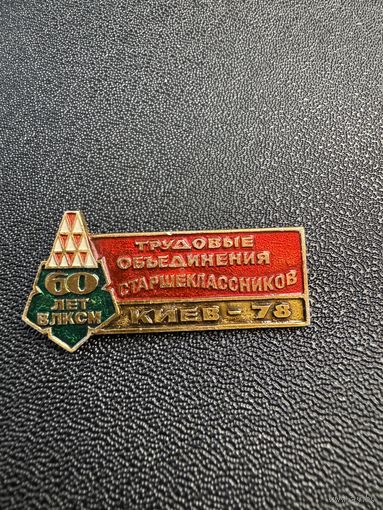 60
ЛЕТ
ВЛКСМ
ТРУДОВЫЕ
ОБЪЕДИНЕНИЯ
СТАРШЕКЛАССНИКОВ
КИЕВ-78